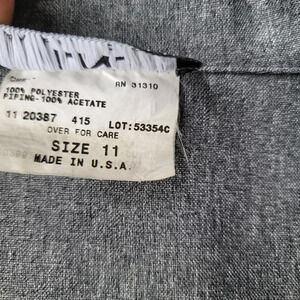 RN 31310
100% POLYESTER
PIPING-100% ACETATE
11 20387 415 LOT:53354C
OVER FOR CARE
SIZE 11
MADE IN U.S.A.